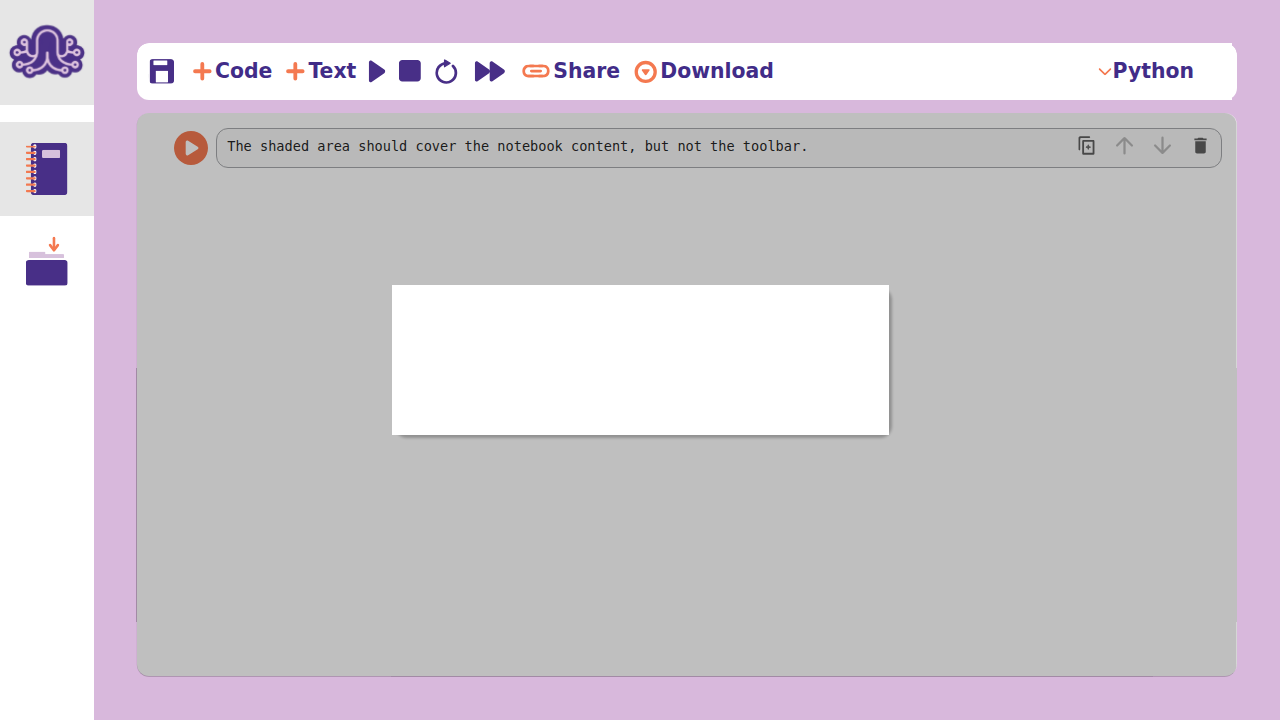 Code Text Share Download Python
The shaded area should cover the notebook content, but not the toolbar.